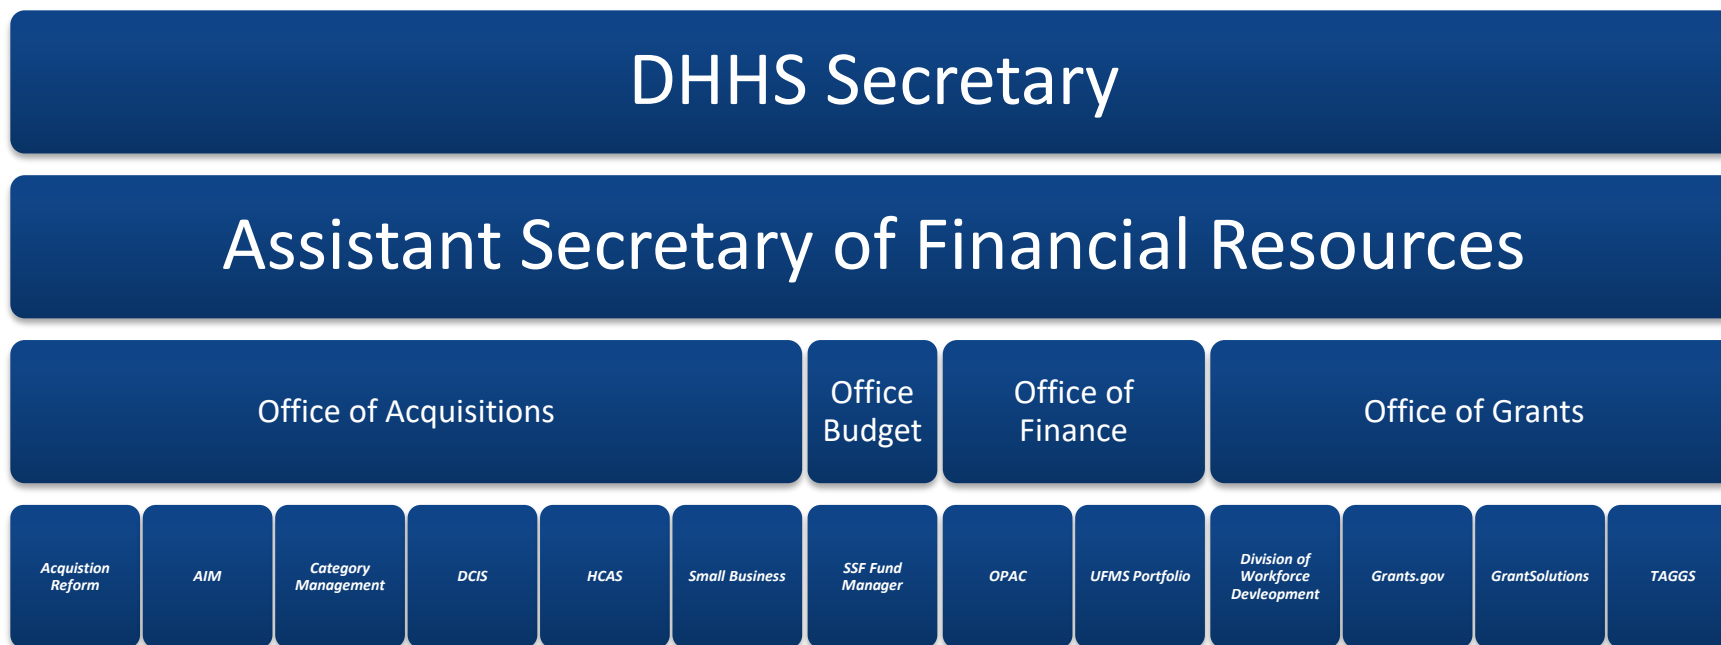 DHHS Secretary
Assistant Secretary of Financial Resources
Office of Acquisitions
Office
Budget
Office of
Finance
Office of Grants
Acquistion
Reform
AIM
Category
Management
DCIS
HCAS
Small Business
SSF Fund
Manager
OPAC
UFMS Portfolio
Division of
Workforce
Devleopment
Grants.gov
GrantSolutions
TAGGS